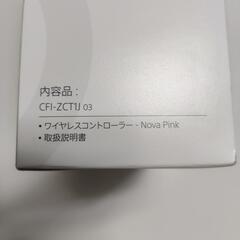 内容品：
CFI-ZCT1J 03
• ワイヤレスコントローラー - Nova Pink
• 取扱説明書